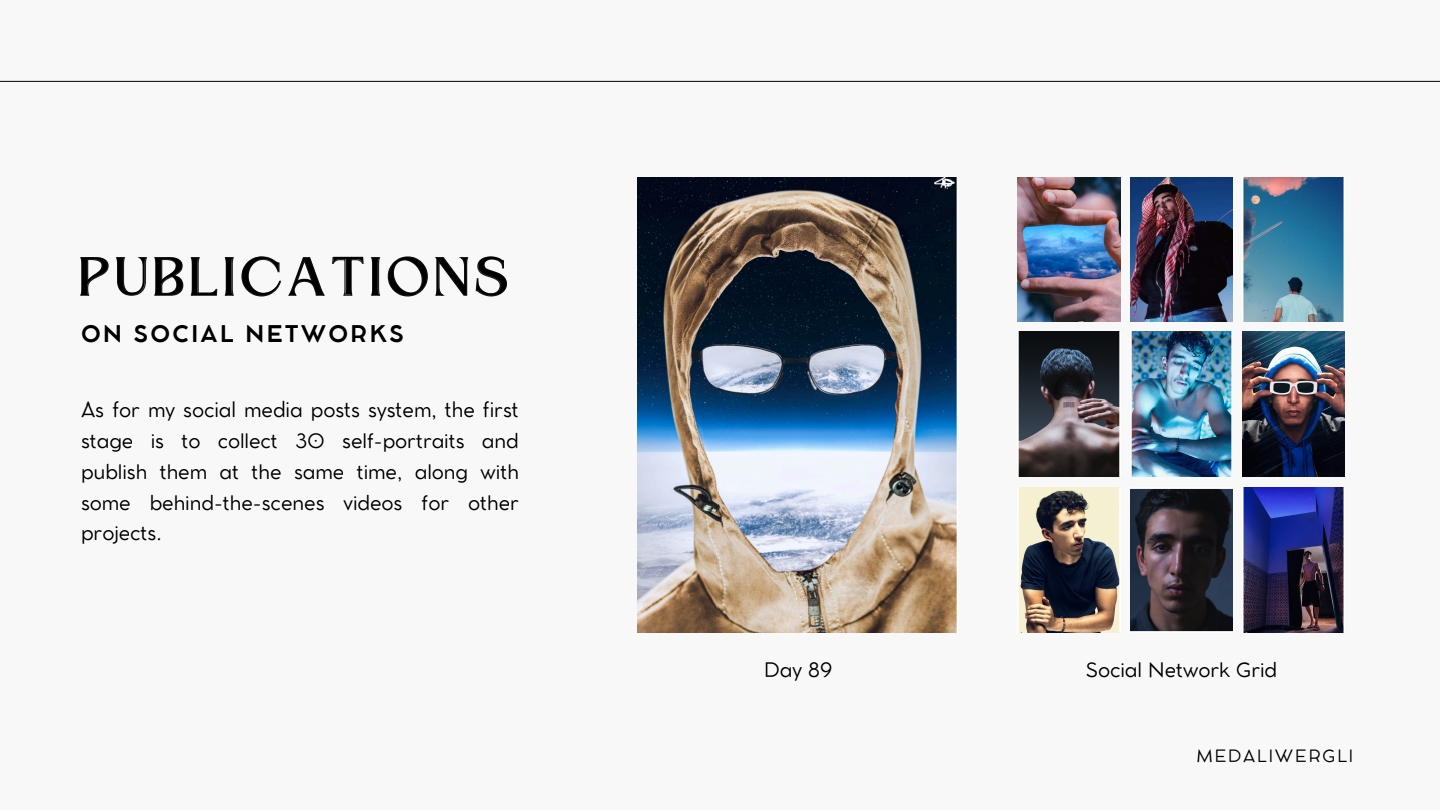 PUBLICATIONS
ON SOCIAL NETWORKS
As for my social media posts system, the first
stage is to collect 30 self-portraits and
publish them at the same time, along with
some behind-the-scenes videos for other
projects.
Day 89
Social Network Grid
MEDALIWERGLI